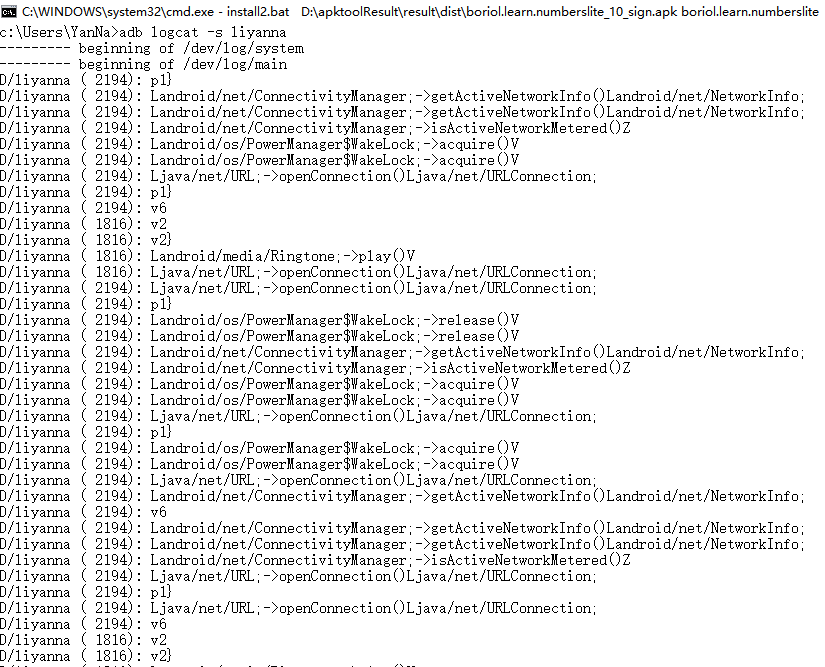 C:\WINDOWS\system32\cmd.exe - install2.bat   D:\apktoolResult\result\dist\boriol.learn.numberslite_10_sign.apk boriol.learn.numberslite
c:\Users\YanNa>adb logcat -s liyanna
--------- beginning of /dev/log/system
--------- beginning of /dev/log/main
D/liyanna ( 2194): p1}
D/liyanna ( 2194): Landroid/net/ConnectivityManager;->getActiveNetworkInfo()Landroid/net/NetworkInfo;
D/liyanna ( 2194): Landroid/net/ConnectivityManager;->getActiveNetworkInfo()Landroid/net/NetworkInfo;
D/liyanna ( 2194): Landroid/net/ConnectivityManager;->isActiveNetworkMetered()Z
D/liyanna ( 2194): Landroid/os/PowerManager$WakeLock;->acquire()V
D/liyanna ( 2194): Landroid/os/PowerManager$WakeLock;->acquire()V
D/liyanna ( 2194): Ljava/net/URL;->openConnection()Ljava/net/URLConnection;
D/liyanna ( 2194): p1}
D/liyanna ( 2194): v6
D/liyanna ( 1816): v2
D/liyanna ( 1816): v2}
D/liyanna ( 1816): Landroid/media/Ringtone;->play()V
D/liyanna ( 1816): Ljava/net/URL;->openConnection()Ljava/net/URLConnection;
D/liyanna ( 2194): Ljava/net/URL;->openConnection()Ljava/net/URLConnection;
D/liyanna ( 2194): p1}
D/liyanna ( 2194): Landroid/os/PowerManager$WakeLock;->release()V
D/liyanna ( 2194): Landroid/os/PowerManager$WakeLock;->release()V
D/liyanna ( 2194): Landroid/net/ConnectivityManager;->getActiveNetworkInfo()Landroid/net/NetworkInfo;
D/liyanna ( 2194): Landroid/net/ConnectivityManager;->isActiveNetworkMetered()Z
D/liyanna ( 2194): Landroid/os/PowerManager$WakeLock;->acquire()V
D/liyanna ( 2194): Landroid/os/PowerManager$WakeLock;->acquire()V
D/liyanna ( 2194): Ljava/net/URL;->openConnection()Ljava/net/URLConnection;
D/liyanna ( 2194): p1}
D/liyanna ( 2194): Landroid/os/PowerManager$WakeLock;->acquire()V
D/liyanna ( 2194): Landroid/os/PowerManager$WakeLock;->acquire()V
D/liyanna ( 2194): Ljava/net/URL;->openConnection()Ljava/net/URLConnection;
D/liyanna ( 2194): Landroid/net/ConnectivityManager;->getActiveNetworkInfo()Landroid/net/NetworkInfo;
D/liyanna ( 2194): v6
D/liyanna ( 2194): Landroid/net/ConnectivityManager;->getActiveNetworkInfo()Landroid/net/NetworkInfo;
D/liyanna ( 2194): Landroid/net/ConnectivityManager;->getActiveNetworkInfo()Landroid/net/NetworkInfo;
D/liyanna ( 2194): Landroid/net/ConnectivityManager;->isActiveNetworkMetered()Z
D/liyanna ( 2194): Ljava/net/URL;->openConnection()Ljava/net/URLConnection;
D/liyanna ( 2194): p1}
D/liyanna ( 2194): Ljava/net/URL;->openConnection()Ljava/net/URLConnection;
D/liyanna ( 2194): v6
D/liyanna ( 1816): v2
D/liyanna ( 1816): v2}